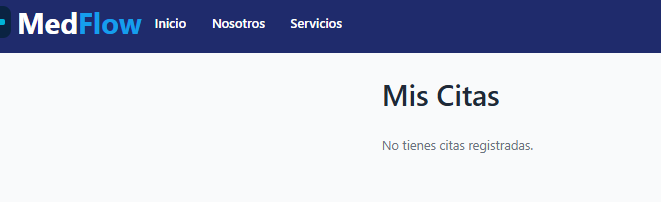 MedFlow Inicio Nosotros Servicios
Mis Citas
No tienes citas registradas.